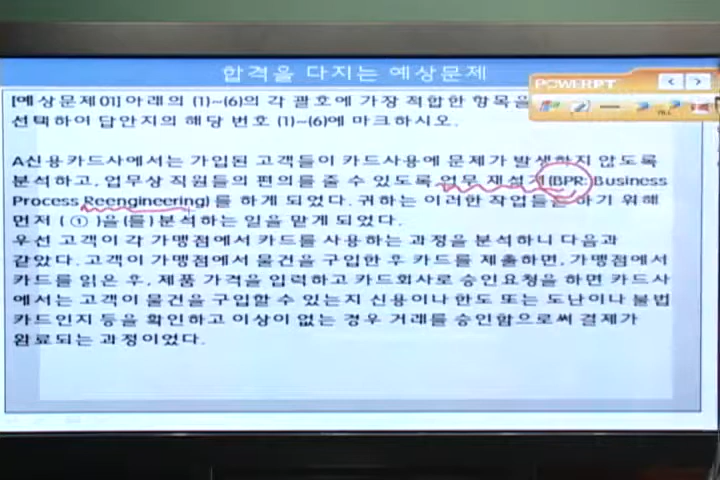 합격을 다지는 예상문제
POWERPT
[예상문제01] 아래의 (1)~(6)의 각 괄호에 가장 적합한 항목을
선택하여 답안지의 해당 번호 (1)~(6)에 마크하시오.
A신용카드사에서는 가입된 고객들이 카드사용에 문제가 발생하지 않도록
분석하고, 업무상 직원들의 편의를 줄 수 있도록 업무 재설계(BPR: Business
Process Reengineering)를 하게 되었다. 귀하는 이러한 작업들을 하기 위해
먼저 ( ① )을(를) 분석하는 일을 맡게 되었다.
우선 고객이 각 가맹점에서 카드를 사용하는 과정을 분석하니 다음과
같았다. 고객이 가맹점에서 물건을 구입한 후 카드를 제출하면, 가맹점에서
카드를 읽은 후, 제품 가격을 입력하고 카드회사로 승인요청을 하면 카드사
에서는 고객이 물건을 구입할 수 있는지 신용이나 한도 또는 도난이나 불법
카드인지 등을 확인하고 이상이 없는 경우 거래를 승인함으로써 결제가
완료되는 과정이었다.